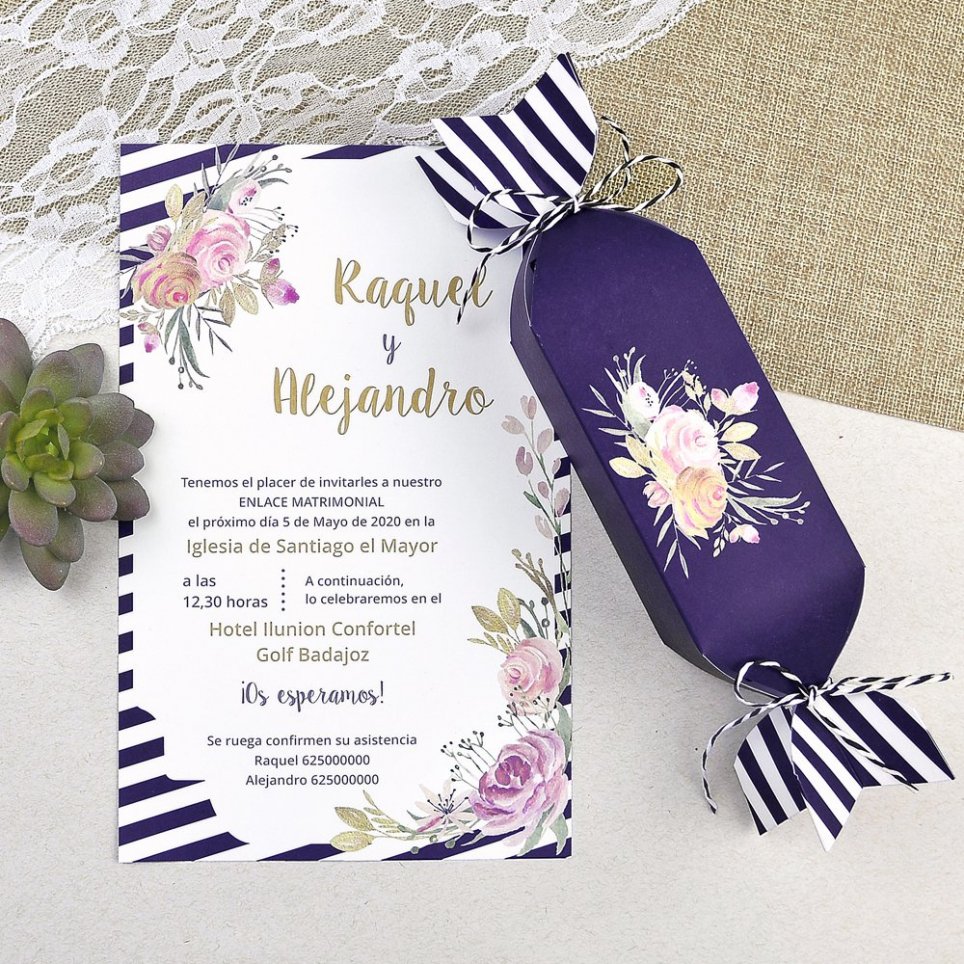 Raquel
y
Alejandro
Tenemos el placer de invitarles a nuestro
ENLACE MATRIMONIAL
el próximo día 5 de Mayo de 2020 en la
Iglesia de Santiago el Mayor
a las
12,30 horas
A continuación,
lo celebraremos en el
Hotel Ilunion Confortel
Golf Badajoz
¡Os esperamos!
Se ruega confirmen su asistencia
Raquel 625000000
Alejandro 625000000